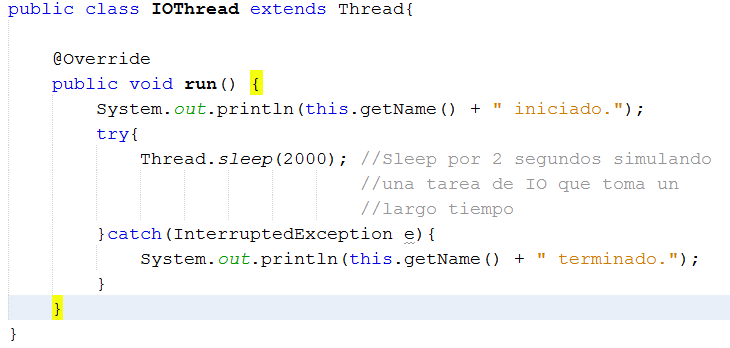 public class IOThread extends Thread{
@Override
public void run() {
System.out.println(this.getName() + " iniciado.");
try{
Thread.sleep(2000); //Sleep por 2 segundos simulando
//una tarea de IO que toma un
//largo tiempo
}catch(InterruptedException e){
System.out.println(this.getName() + " terminado.");
}
}
}